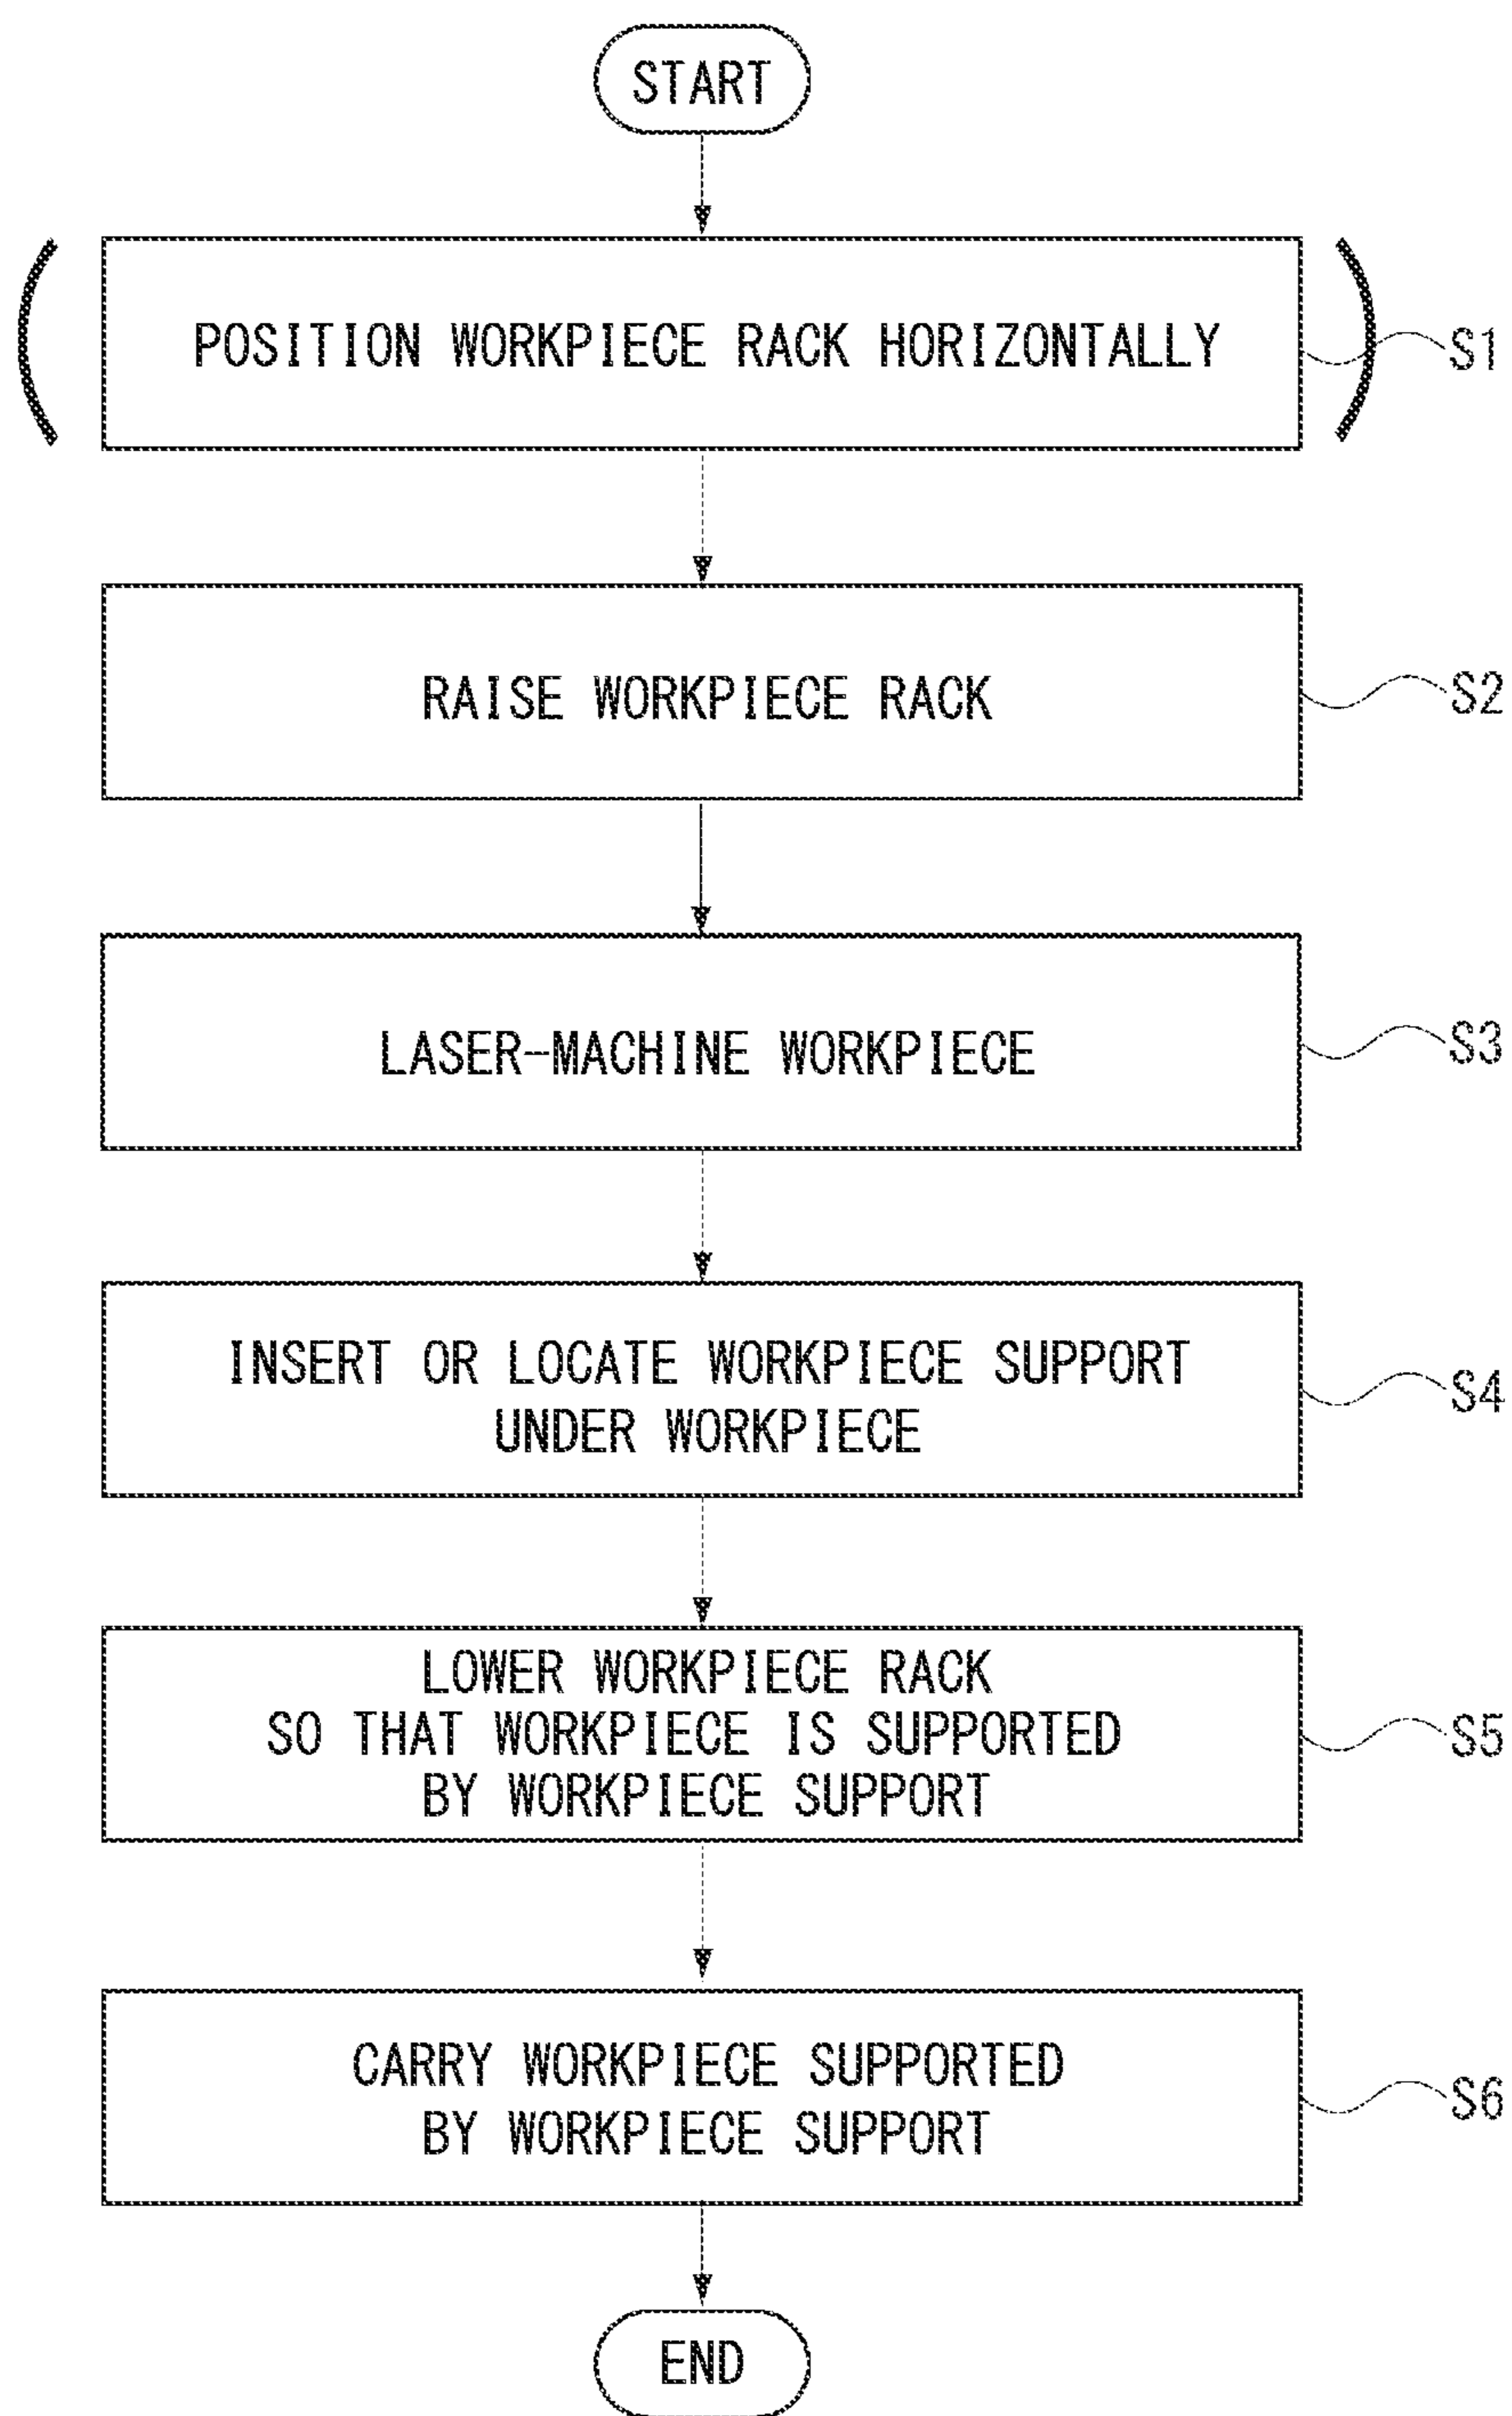 START
POSITION WORKPIECE RACK HORIZONTALLY
S1
RAISE WORKPIECE RACK
S2
LASER-MACHINE WORKPIECE
S3
INSERT OR LOCATE WORKPIECE SUPPORT
UNDER WORKPIECE
S4
LOWER WORKPIECE RACK
SO THAT WORKPIECE IS SUPPORTED
BY WORKPIECE SUPPORT
S5
CARRY WORKPIECE SUPPORTED
BY WORKPIECE SUPPORT
S6
END